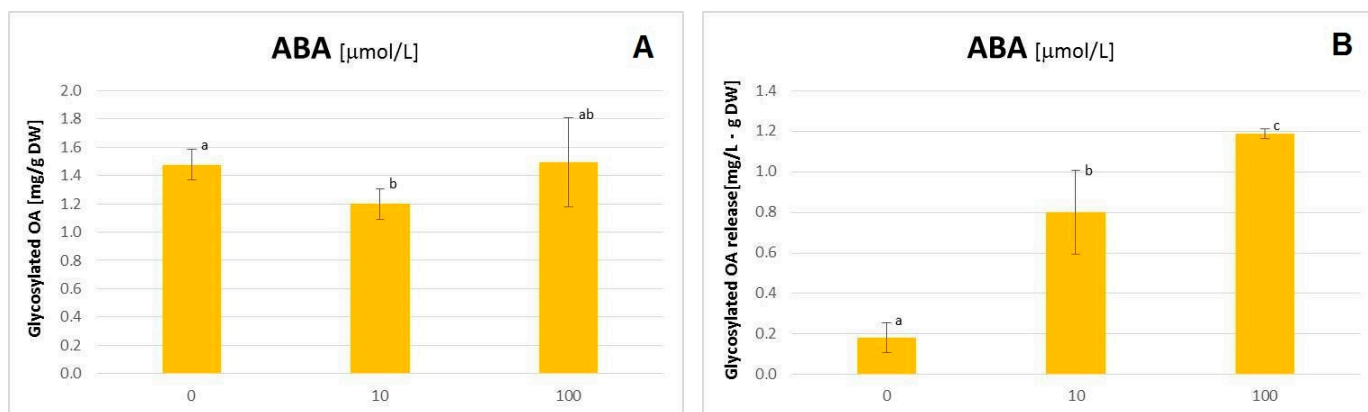 ABA [μmol/L]
A
Glycosylated OA [mg/g DW]
2.0
1.8
1.6
1.4
1.2
1.0
0.8
0.6
0.4
0.2
0.0
a
b
ab
0 10 100
ABA [μmol/L]
B
Glycosylated OA release[mg/L - g DW]
1.4
1.2
1.0
0.8
0.6
0.4
0.2
0.0
a
b
c
0 10 100